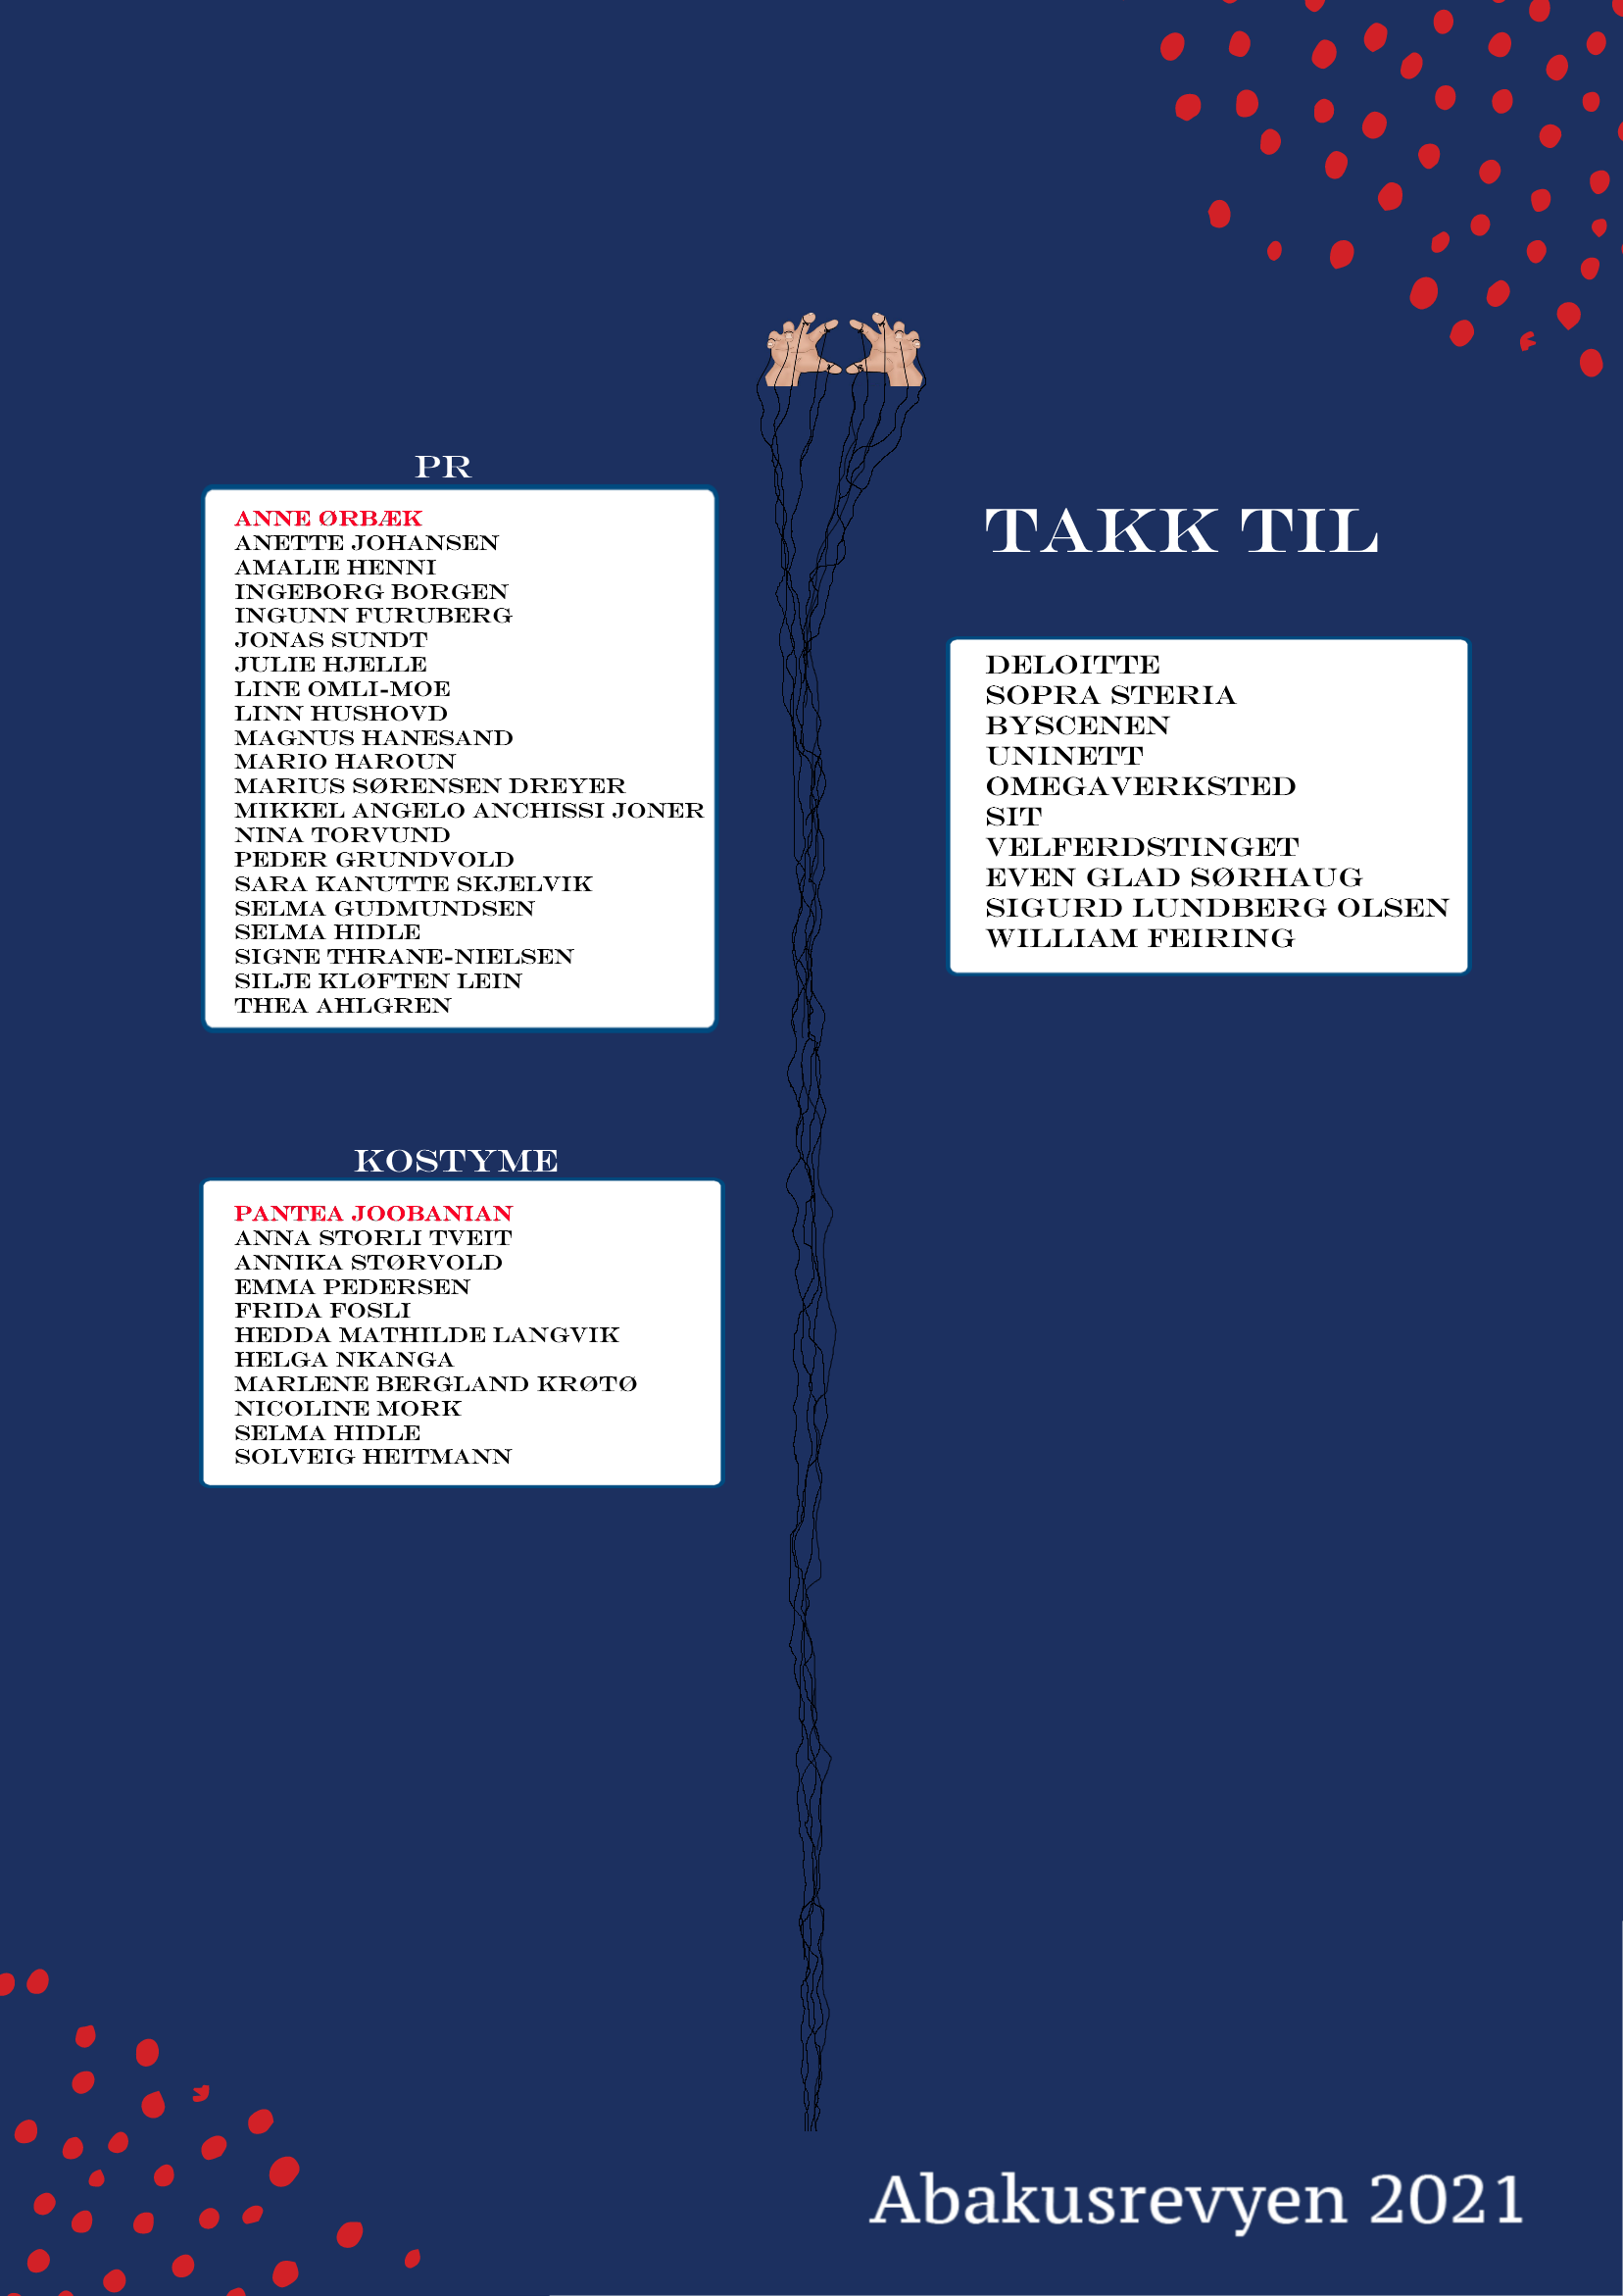 PR
ANNE ØRBÆK
ANETTE JOHANSEN
AMALIE HENNI
INGEBORG BORGEN
INGUNN FURUBERG
JONAS SUNDT
JULIE HJELLE
LINE OMLI-MOE
LINN HUSHOVD
MAGNUS HANESAND
MARIO HAROUN
MARIUS SØRENSEN DREYER
MIKKEL ANGELO ANCHISSI JONER
NINA TORVUND
PEDER GRUNDVOLD
SARA KANUTTE SKJELVIK
SELMA GUDMUNDSEN
SELMA HIDLE
SIGNE THRANE-NIELSEN
SILJE KLØFTEN LEIN
THEA AHLGREN
KOSTYME
PANTEA JOOBANIAN
ANNA STORLI TVEIT
ANNIKA STØRVOLD
EMMA PEDERSEN
FRIDA FOSLI
HEDDA MATHILDE LANGVIK
HELGA NKANGA
MARLENE BERGLAND KRØTØ
NICOLINE MORK
SELMA HIDLE
SOLVEIG HEITMANN
TAKK TIL
DELOITTE
SOPRA STERIA
BYSCENEN
UNINETT
OMEGAVERKSTED
SIT
VELFERDSTINGET
EVEN GLAD SØRHAUG
SIGURD LUNDBERG OLSEN
WILLIAM FEIRING
Abakusrevyen 2021